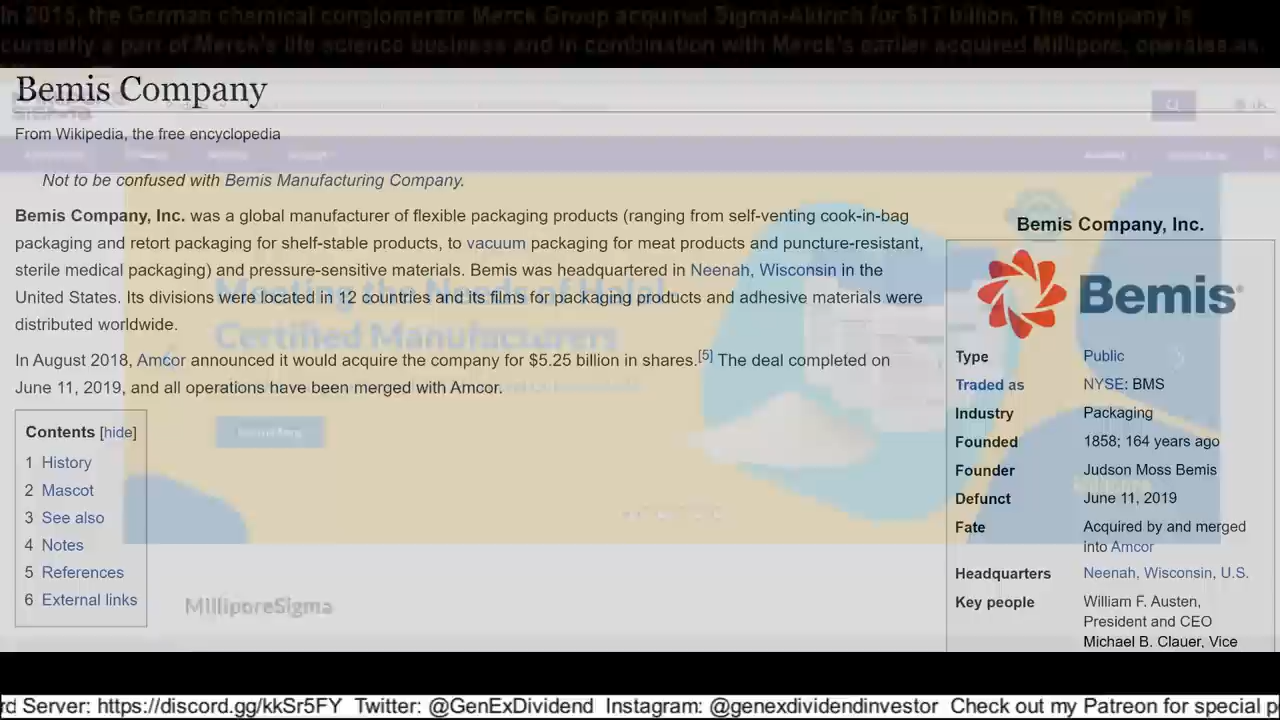 In 2015, the German chemical conglomerate Merck Group acquired Sigma-Aldrich for $17 billion. The company is
currently a part of Merck's life science business and in combination with Merck's earlier acquired Millipore, operates as
Bemis Company
From Wikipedia, the free encyclopedia
Not to be confused with Bemis Manufacturing Company.
Bemis Company, Inc. was a global manufacturer of flexible packaging products (ranging from self-venting cook-in-bag
packaging and retort packaging for shelf-stable products, to vacuum packaging for meat products and puncture-resistant,
sterile medical packaging) and pressure-sensitive materials. Bemis was headquartered in Neenah, Wisconsin in the
United States. Its divisions were located in 12 countries and its films for packaging products and adhesive materials were
distributed worldwide.
In August 2018, Amcor announced it would acquire the company for $5.25 billion in shares.[5] The deal completed on
June 11, 2019, and all operations have been merged with Amcor.
Meeting the Needs of Halal
Certified Manufacturers
Contents [hide]
1 History
2 Mascot
3 See also
4 Notes
5 References
6 External links
MilliporeSigma
Bemis Company, Inc.
Bemis
Type Public
Traded as NYSE: BMS
Industry Packaging
Founded 1858; 164 years ago
Founder Judson Moss Bemis
Defunct June 11, 2019
Fate Acquired by and merged
into Amcor
Headquarters Neenah, Wisconsin, U.S.
Key people William F. Austen,
President and CEO
Michael B. Clauer, Vice
rd Server: https://discord.gg/kkSr5FY Twitter: @GenExDividend Instagram: @genexdividendinvestor Check out my Patreon for special p